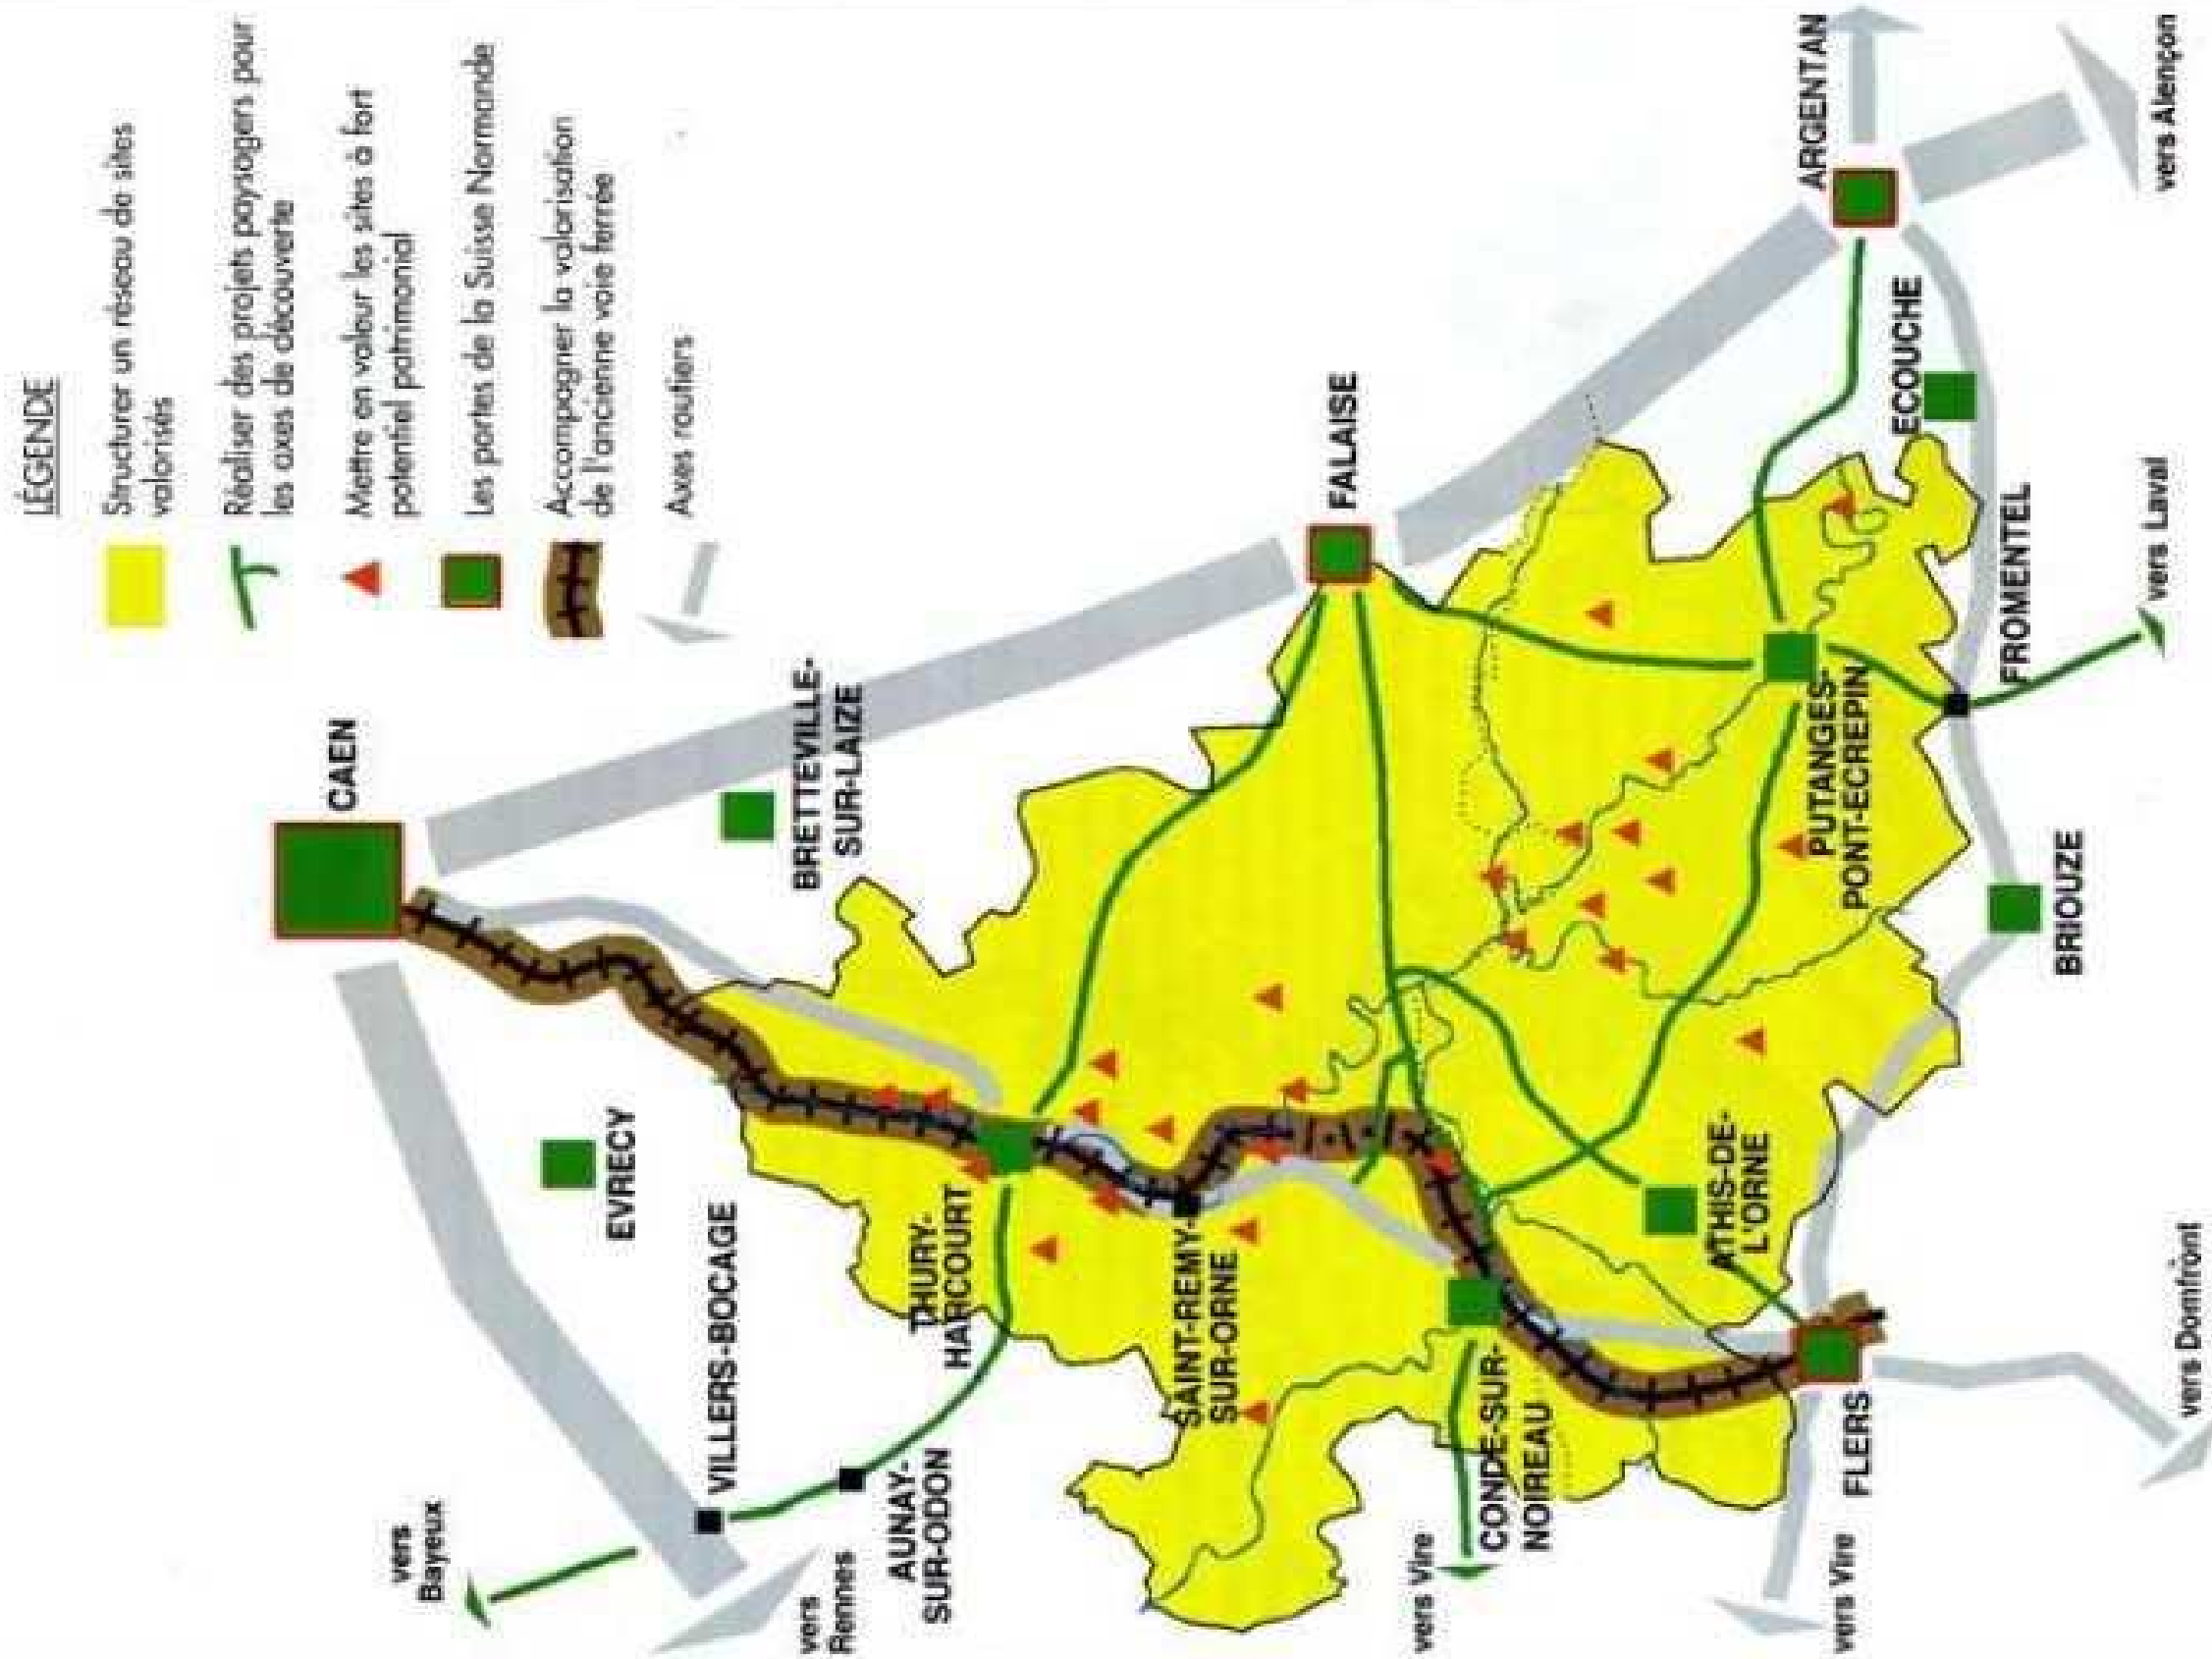 LÉGENDE
Structurer un réseau de sites
valorisés
Réaliser des projets paysagers pour
les axes de découverte
Mettre en valeur les sites à fort
potentiel patrimonial
Les portes de la Suisse Normande
Accompagner la valorisation
de l'ancienne voie ferrée
Axes routiers
CAEN
BRETTEVILLE-
SUR-LAIZE
EVRECY
VILLERS-BOCAGE
vers
Bayeux
vers
Rennes
AUNAY-
SUR-ODON
THURY-
HARCOURT
SAINT-REMY-
SUR-ORNE
FALAISE
CONDE-SUR-
NOIREAU
vers Vire
ATHIS-DE-
L'ORNE
PUTANGES-
PONT-ECREPIN
ARGENTAN
ECOUCHE
FROMENTEL
BRIOUZE
FLERS
vers Vire
vers Domfront
vers Laval
vers Alençon